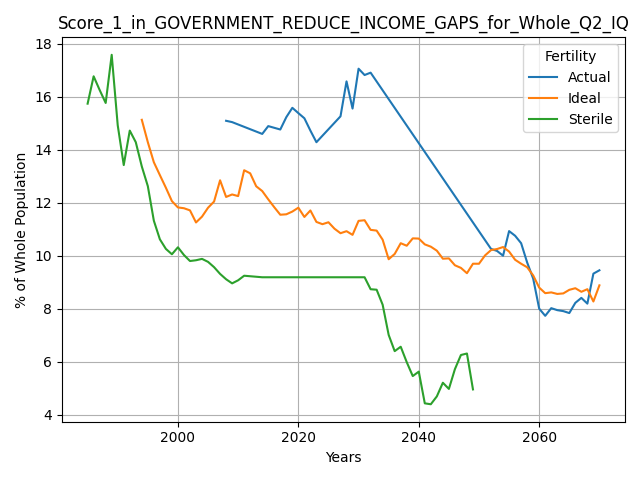 Score_1_in_GOVERNMENT_REDUCE_INCOME_GAPS_for_Whole_Q2_IQ
Fertility
Actual
Ideal
Sterile
% of Whole Population
18
16
14
12
10
8
6
4
2000 2020 2040 2060
Years